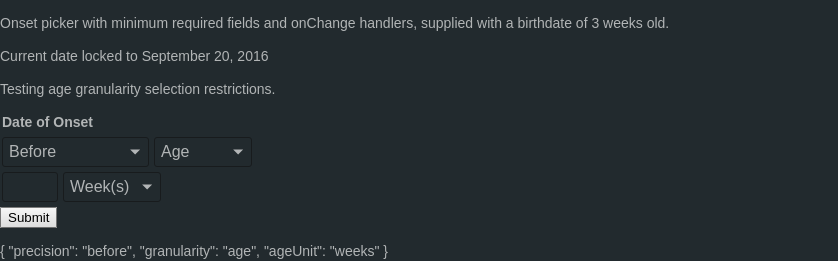 Onset picker with minimum required fields and onChange handlers, supplied with a birthdate of 3 weeks old.
Current date locked to September 20, 2016
Testing age granularity selection restrictions.
Date of Onset
Before Age
Week(s)
Submit
{ "precision": "before", "granularity": "age", "ageUnit": "weeks" }